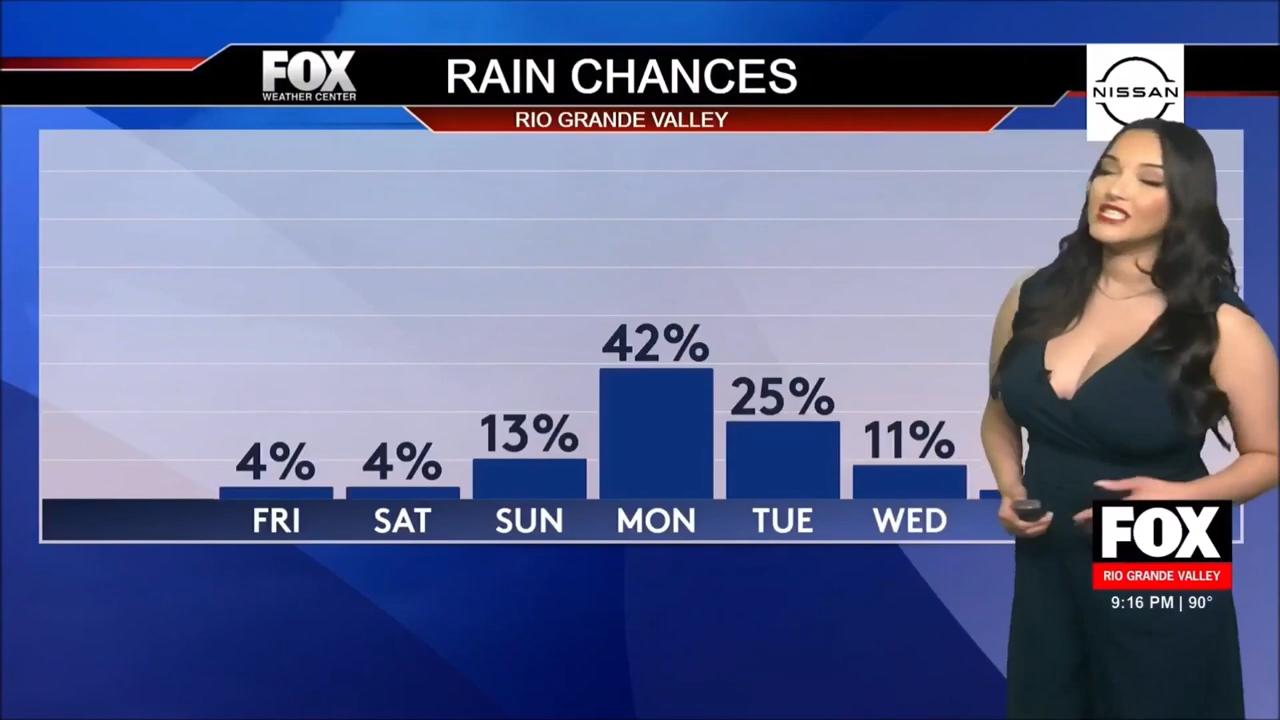 FOX
WEATHER CENTER
RAIN CHANCES
NISSAN
RIO GRANDE VALLEY
42%
25%
13%
11%
4%
4%
FRI
SAT
SUN
MON
TUE
WED
FOX
RIO GRANDE VALLEY
9:16 PM | 90°